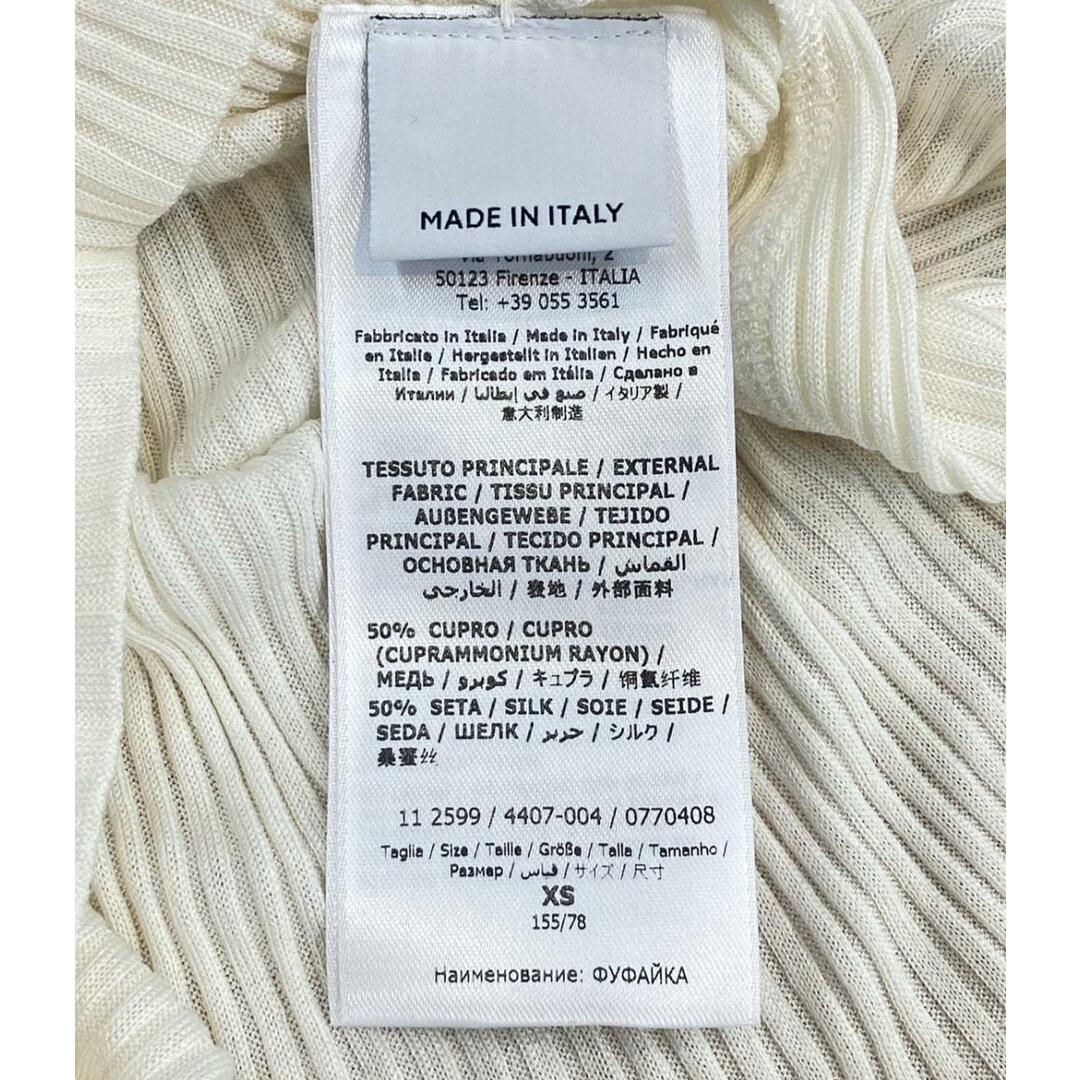 MADE IN ITALY
Via Tornabuoni, 2
50123 Firenze - ITALIA
Tel: +39 055 3561
Fabbricato in Italia / Made in Italy / Fabriqué
en Italie / Hergestellt in Italien / Hecho en
Italia / Fabricado em Itália / Сделано в
Италии / صنع في إيطاليا / イタリア製 /
意大利制造
TESSUTO PRINCIPALE / EXTERNAL
FABRIC / TISSU PRINCIPAL /
AUßENGEWEBE / TEJIDO
PRINCIPAL / TECIDO PRINCIPAL /
ОСНОВНАЯ ТКАНЬ / القماش
الخارجي / 表地 / 外部面料
50% CUPRO / CUPRO
(CUPRAMMONIUM RAYON) /
МЕДЬ / كوبرو / キュプラ / 铜氨纤维
50% SETA / SILK / SOIE / SEIDE /
SEDA / ШЕЛК / حرير / シルク /
桑蚕丝
11 2599 / 4407-004 / 0770408
Taglia / Size / Taille / Größe / Talla / Tamanho /
Размер / قياس / サイズ / 尺寸
XS
155/78
Наименование: ФУФАЙКА